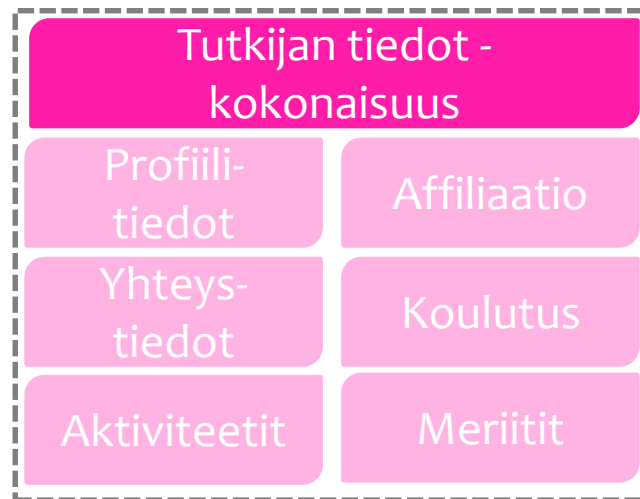 Tutkijan tiedot -
kokonaisuus
Profiili-
tiedot
Affiliaatio
Yhteys-
tiedot
Koulutus
Aktiviteetit
Meriitit